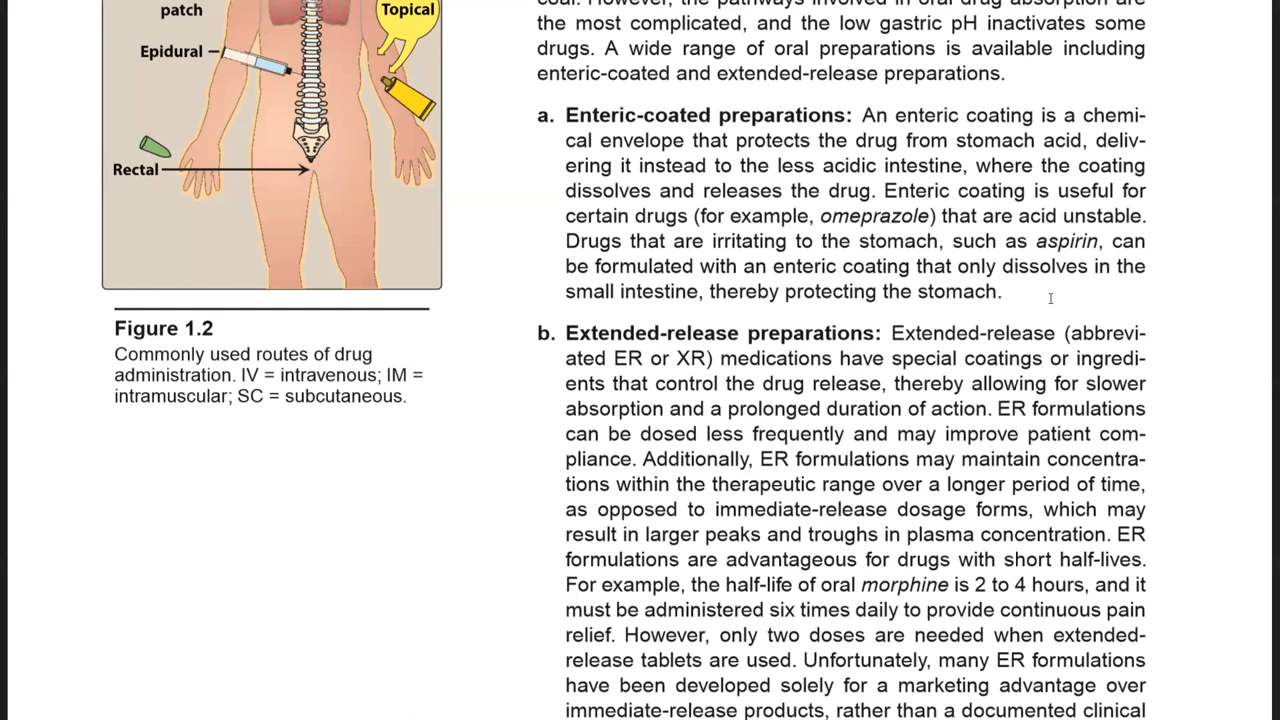 patch
Topical
Epidural
Rectal
Figure 1.2
Commonly used routes of drug
administration. IV = intravenous; IM =
intramuscular; SC = subcutaneous.
coal. However, the pathways involved in oral drug absorption are
the most complicated, and the low gastric pH inactivates some
drugs. A wide range of oral preparations is available including
enteric-coated and extended-release preparations.
a. Enteric-coated preparations: An enteric coating is a chemi-
cal envelope that protects the drug from stomach acid, deliv-
ering it instead to the less acidic intestine, where the coating
dissolves and releases the drug. Enteric coating is useful for
certain drugs (for example, omeprazole) that are acid unstable.
Drugs that are irritating to the stomach, such as aspirin, can
be formulated with an enteric coating that only dissolves in the
small intestine, thereby protecting the stomach.
b. Extended-release preparations: Extended-release (abbrevi-
ated ER or XR) medications have special coatings or ingredi-
ents that control the drug release, thereby allowing for slower
absorption and a prolonged duration of action. ER formulations
can be dosed less frequently and may improve patient com-
pliance. Additionally, ER formulations may maintain concentra-
tions within the therapeutic range over a longer period of time,
as opposed to immediate-release dosage forms, which may
result in larger peaks and troughs in plasma concentration. ER
formulations are advantageous for drugs with short half-lives.
For example, the half-life of oral morphine is 2 to 4 hours, and it
must be administered six times daily to provide continuous pain
relief. However, only two doses are needed when extended-
release tablets are used. Unfortunately, many ER formulations
have been developed solely for a marketing advantage over
immediate-release products, rather than a documented clinical